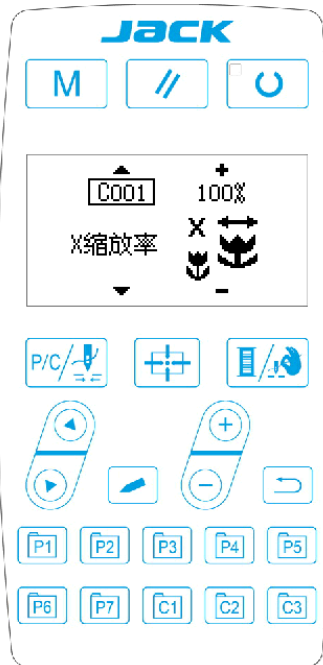 JACK
M
C001 100%
X缩放率 X
P/C
P1 P2 P3 P4 P5
P6 P7 C1 C2 C3